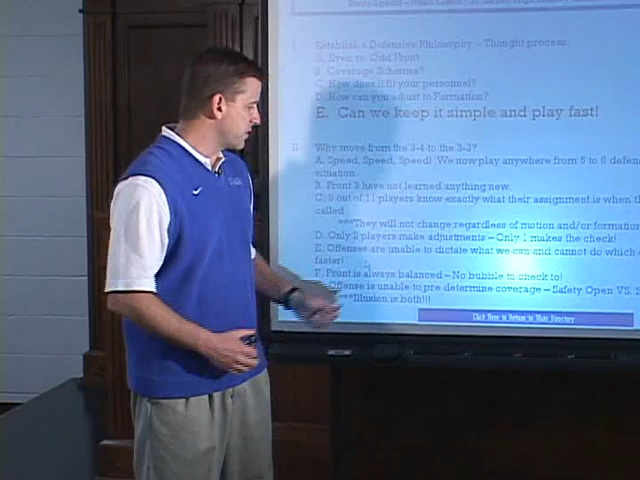 I. Establish a Defensive Philosophy – Thought process.
A. Even vs. Odd Front
B. Coverage Schemes?
C. How does it fit your personnel?
D. How can you adjust to Formation?
E. Can we keep it simple and play fast!
II. Why move from the 3-4 to the 3-3?
A. Speed, Speed, Speed! We now play anywhere from 5 to 6 defen
situation
B. Front 3 have not learned anything new.
C. 9 out of 11 players know exactly what their assignment is when t
called
***They will not change regardless of motion and/or formation
D. Only 2 players make adjustments – Only 1 makes the check!
E. Offenses are unable to dictate what we can and cannot do which
faster!
F. Front is always balanced – No bubble to check to!
Offense is unable to pre determine coverage – Safety Open VS.
***Illusion is both!!!
Click Here to Return to Main Directory